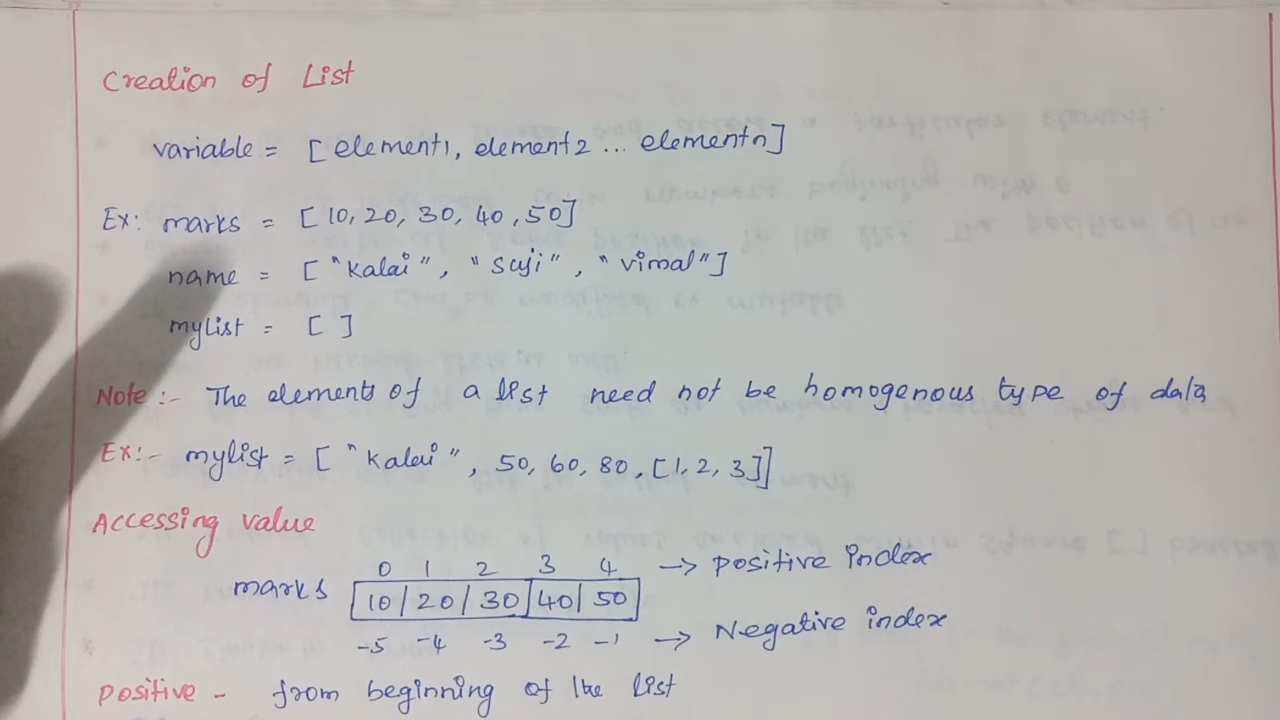 Creation of List
variable = [element1, element2 ... elementn]
Ex: marks = [10, 20, 30, 40, 50]
name = ["Kalai", "Suji", "Vimal"]
mylist = [ ]
Note :- The elements of a list need not be homogenous type of data
Ex:- mylist = ["Kalai", 50, 60, 80, [1, 2, 3]]
Accessing value
0 1 2 3 4 → positive index
marks 10 | 20 | 30 | 40 | 50
-5 -4 -3 -2 -1 → Negative index
positive - from beginning of the list